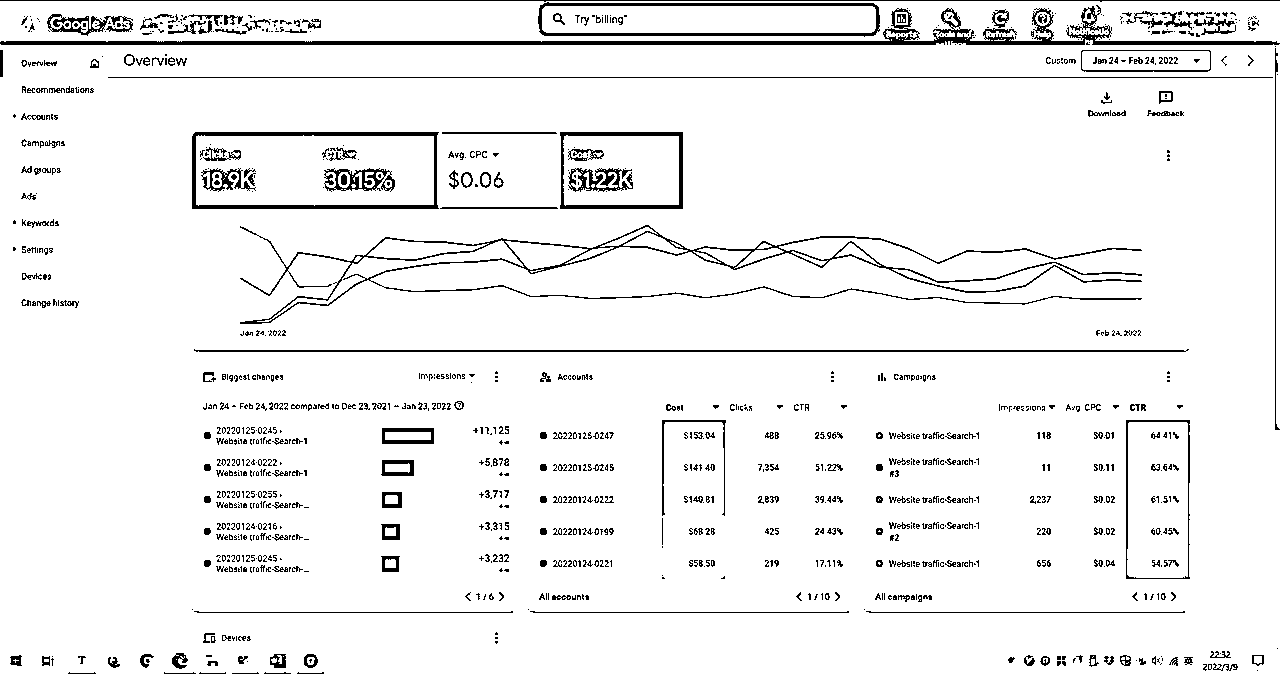 Google Ads
Try "billing"
Reports
Help
Overview
Recommendations
Accounts
Campaigns
Ad groups
Ads
Keywords
Settings
Devices
Change history
Overview
Custom
Jan 24 – Feb 24, 2022
Download
Feedback
Clicks
18.9K
CTR
30.15%
Avg. CPC
$0.06
Cost
$1.22K
Jan 24, 2022
Feb 24, 2022
Biggest changes
Impressions
Jan 24 – Feb 24, 2022 compared to Dec 23, 2021 – Jan 23, 2022
20220125-0245 ›
Website traffic-Search-1
+11,125
20220124-0222 ›
Website traffic-Search-1
+5,878
20220125-0255 ›
Website traffic-Search-...
+3,717
20220124-0216 ›
Website traffic-Search-...
+3,315
20220125-0245 ›
Website traffic-Search-...
+3,232
1 / 6
Accounts
Cost Clicks CTR
20220125-0247 $153.04 488 25.96%
20220125-0245 $141.40 7,354 51.22%
20220124-0222 $140.81 2,839 39.44%
20220124-0199 $68.28 425 24.43%
20220124-0221 $58.50 219 17.11%
All accounts
1 / 10
Campaigns
Impressions Avg. CPC CTR
Website traffic-Search-1 118 $0.01 64.41%
Website traffic-Search-1
#3
11 $0.11 63.64%
Website traffic-Search-1 2,237 $0.02 61.51%
Website traffic-Search-1
#2
220 $0.02 60.45%
Website traffic-Search-1 656 $0.04 54.57%
All campaigns
1 / 10
Devices
22:32
2022/3/9